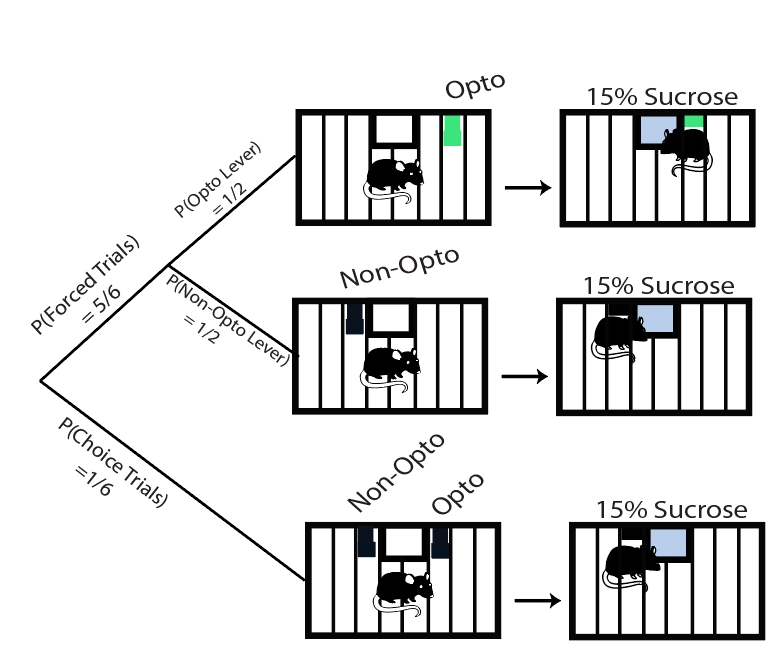 Opto
15% Sucrose
P(Opto Lever)
= 1/2
P(Forced Trials)
= 5/6
Non-Opto
15% Sucrose
P(Non-Opto Lever)
= 1/2
P(Choice Trials)
=1/6
Non-Opto
Opto
15% Sucrose